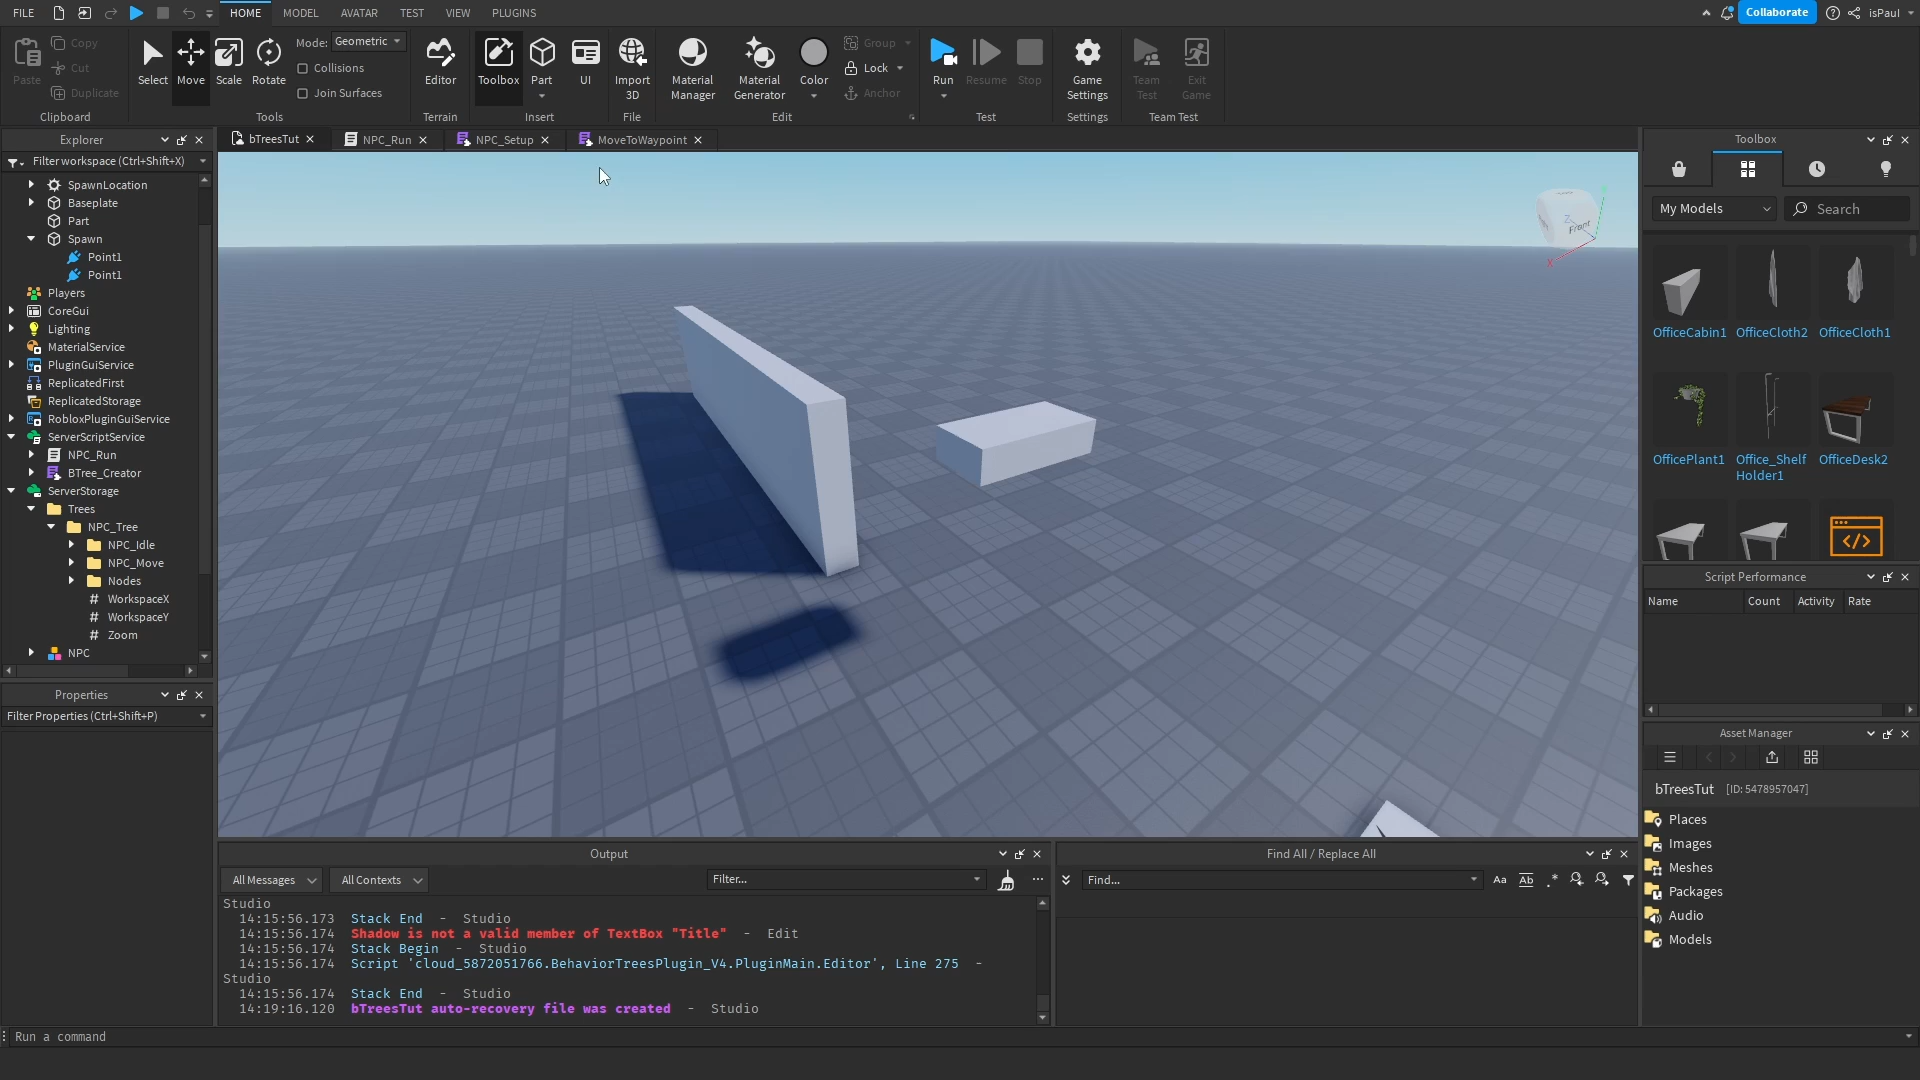 FILE
HOME
MODEL
AVATAR
TEST
VIEW
PLUGINS
Collaborate
isPaul
Paste
Copy
Cut
Duplicate
Clipboard
Select
Move
Scale
Rotate
Mode: Geometric
Collisions
Join Surfaces
Tools
Editor
Terrain
Toolbox
Part
UI
Insert
Import
3D
File
Material
Manager
Material
Generator
Color
Group
Lock
Anchor
Edit
Run
Resume
Stop
Test
Game
Settings
Settings
Team
Test
Exit
Game
Team Test
Explorer
Filter workspace (Ctrl+Shift+X)
SpawnLocation
Baseplate
Part
Spawn
Point1
Point1
Players
CoreGui
Lighting
MaterialService
PluginGuiService
ReplicatedFirst
ReplicatedStorage
RobloxPluginGuiService
ServerScriptService
NPC_Run
BTree_Creator
ServerStorage
Trees
NPC_Tree
NPC_Idle
NPC_Move
Nodes
# WorkspaceX
# WorkspaceY
# Zoom
NPC
Properties
Filter Properties (Ctrl+Shift+P)
bTreesTut
NPC_Run
NPC_Setup
MoveToWaypoint
Z
Front
X
Output
All Messages
All Contexts
Filter...
Studio
14:15:56.173 Stack End - Studio
14:15:56.174 Shadow is not a valid member of TextBox "Title" - Edit
14:15:56.174 Stack Begin - Studio
14:15:56.174 Script 'cloud_5872051766.BehaviorTreesPlugin_V4.PluginMain.Editor', Line 275 -
Studio
14:15:56.174 Stack End - Studio
14:19:16.120 bTreesTut auto-recovery file was created - Studio
Find All / Replace All
Find...
Aa
Ab
.*
Toolbox
My Models
Search
OfficeCabin1
OfficeCloth2
OfficeCloth1
OfficePlant1
Office_Shelf
Holder1
OfficeDesk2
Script Performance
Name
Count
Activity
Rate
Asset Manager
bTreesTut [ID: 5478957047]
Places
Images
Meshes
Packages
Audio
Models
Run a command